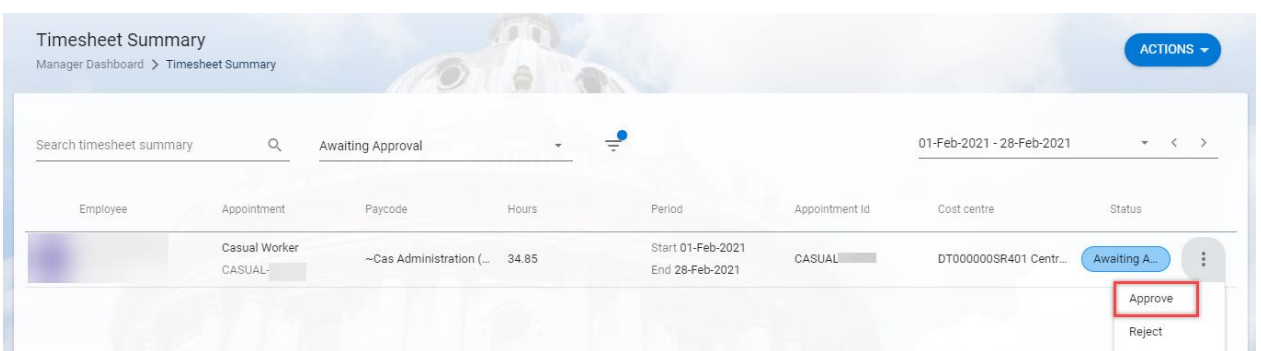 Timesheet Summary
ACTIONS
Manager Dashboard > Timesheet Summary
Search timesheet summary
Awaiting Approval
01-Feb-2021 - 28-Feb-2021
< >
Employee Appointment Paycode Hours Period Appointment Id Cost centre Status
Casual Worker
CASUAL-
~Cas Administration (... 34.85
Start 01-Feb-2021
End 28-Feb-2021
CASUAL
DT000000SR401 Centr...
Awaiting A...
Approve
Reject